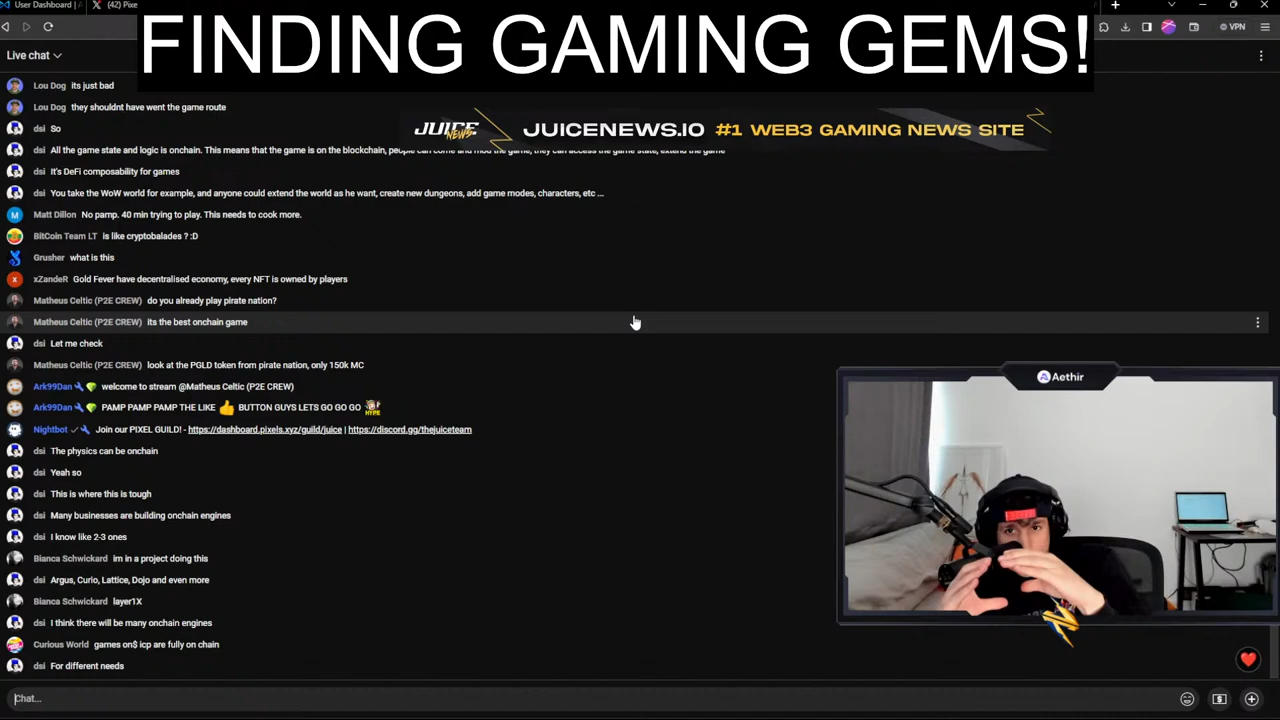 User Dashboard |
(42) Pixe
FINDING GAMING GEMS!
VPN
Live chat
JUICE NEWS
JUICENEWS.IO #1 WEB3 GAMING NEWS SITE
Lou Dog its just bad
Lou Dog they shouldnt have went the game route
dsi So
dsi All the game state and logic is onchain. This means that the game is on the blockchain, people can come and mod the game, they can access the game state, extend the game
dsi It's DeFi composability for games
dsi You take the WoW world for example, and anyone could extend the world as he want, create new dungeons, add game modes, characters, etc ...
M Matt Dillon No pamp. 40 min trying to play. This needs to cook more.
BitCoin Team LT is like cryptobalades ? :D
Grusher what is this
x xZandeR Gold Fever have decentralised economy, every NFT is owned by players
Matheus Celtic (P2E CREW) do you already play pirate nation?
Matheus Celtic (P2E CREW) its the best onchain game
dsi Let me check
Matheus Celtic (P2E CREW) look at the PGLD token from pirate nation, only 150k MC
Ark99Dan welcome to stream @Matheus Celtic (P2E CREW)
Ark99Dan PAMP PAMP PAMP THE LIKE 👍 BUTTON GUYS LETS GO GO GO HYPE
Nightbot Join our PIXEL GUILD! - https://dashboard.pixels.xyz/guild/juice | https://discord.gg/thejuiceteam
dsi The physics can be onchain
dsi Yeah so
dsi This is where this is tough
dsi Many businesses are building onchain engines
dsi I know like 2-3 ones
Bianca Schwickard im in a project doing this
dsi Argus, Curio, Lattice, Dojo and even more
Bianca Schwickard layer1X
dsi I think there will be many onchain engines
Curious World games on$ icp are fully on chain
dsi For different needs
Aethir
Chat...